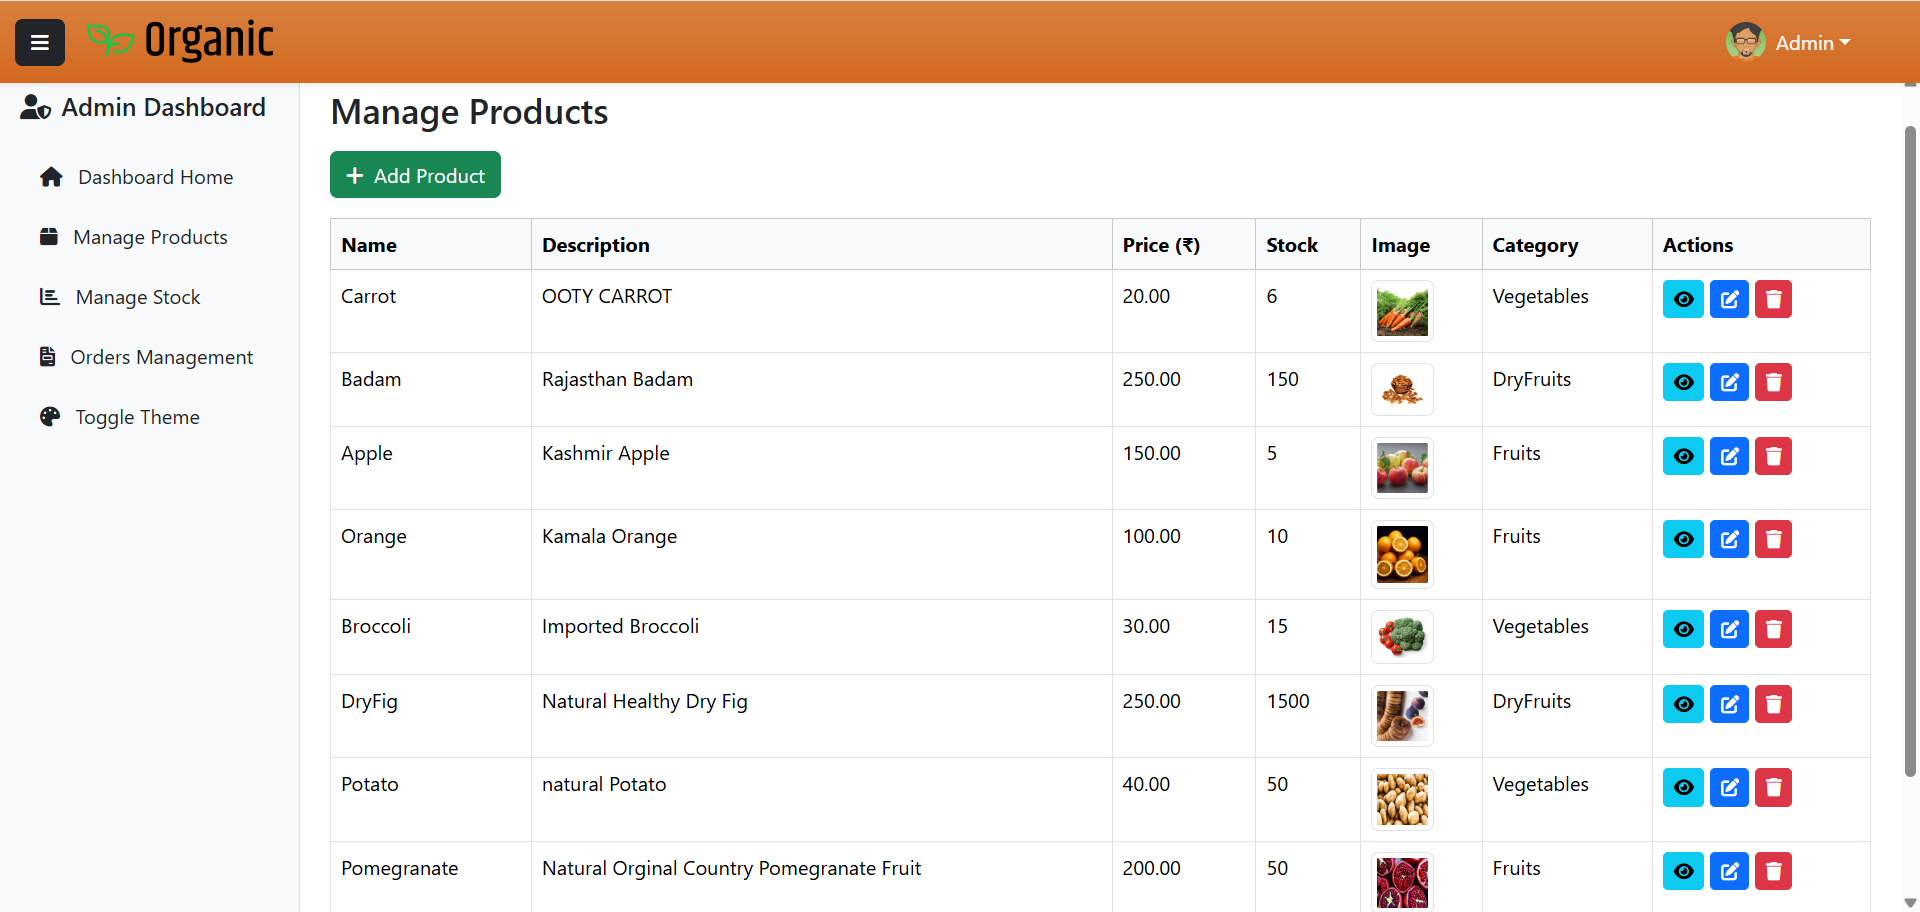 Organic
Admin
Admin Dashboard
Dashboard Home
Manage Products
Manage Stock
Orders Management
Toggle Theme
Manage Products
Add Product
Name Description Price (₹) Stock Image Category Actions
Carrot OOTY CARROT 20.00 6 Vegetables
Badam Rajasthan Badam 250.00 150 DryFruits
Apple Kashmir Apple 150.00 5 Fruits
Orange Kamala Orange 100.00 10 Fruits
Broccoli Imported Broccoli 30.00 15 Vegetables
DryFig Natural Healthy Dry Fig 250.00 1500 DryFruits
Potato natural Potato 40.00 50 Vegetables
Pomegranate Natural Orginal Country Pomegranate Fruit 200.00 50 Fruits